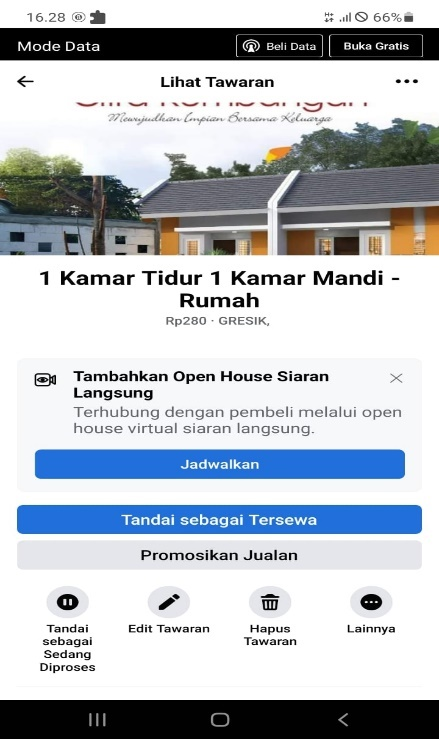 16.28
66%
Mode Data
Beli Data
Buka Gratis
Lihat Tawaran
Mewujudkan Impian Bersama Keluarga
1 Kamar Tidur 1 Kamar Mandi -
Rumah
Rp280 · GRESIK,
Tambahkan Open House Siaran
Langsung
Terhubung dengan pembeli melalui open
house virtual siaran langsung.
Jadwalkan
Tandai sebagai Tersewa
Promosikan Jualan
Tandai
sebagai
Sedang
Diproses
Edit Tawaran
Hapus
Tawaran
Lainnya